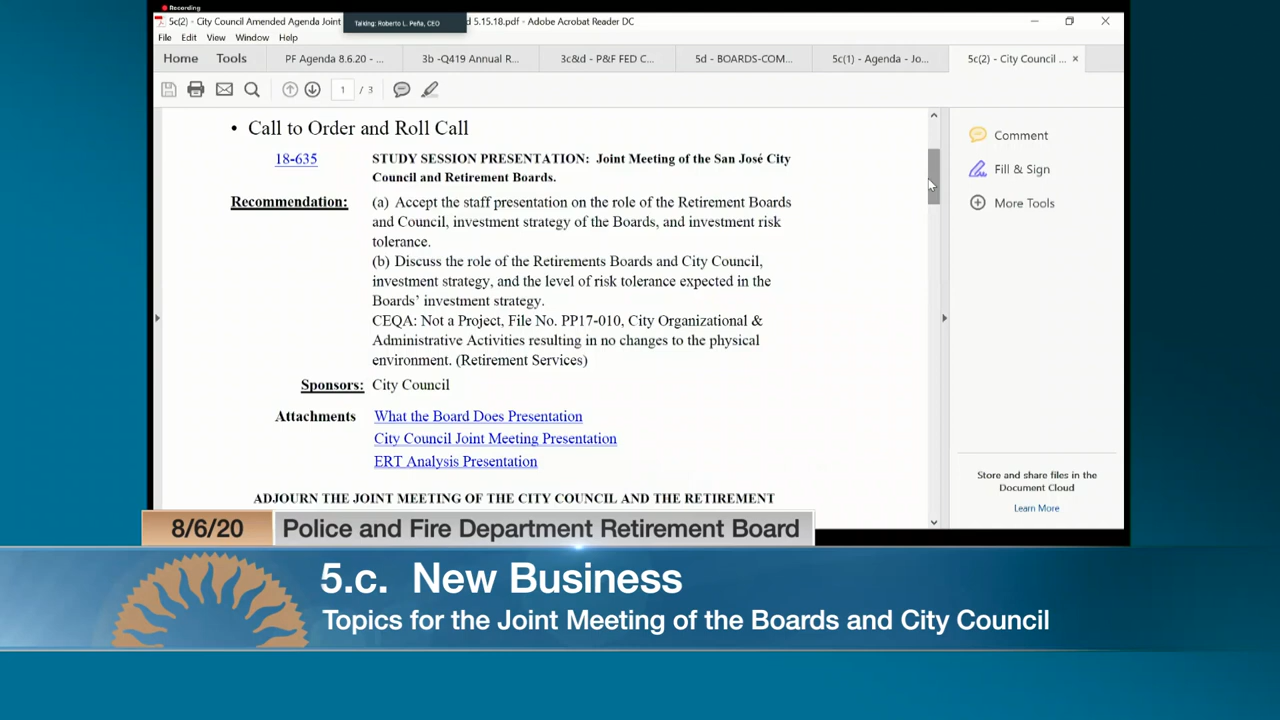 Recording
5c(2) - City Council Amended Agenda Joint
Talking: Roberto L. Peña, CEO
d 5.15.18.pdf - Adobe Acrobat Reader DC
File Edit View Window Help
Home Tools PF Agenda 8.6.20 - ... 3b -Q419 Annual R... 3c&d - P&F FED C... 5d - BOARDS-COM... 5c(1) - Agenda - Jo... 5c(2) - City Council ... ×
1 / 3
• Call to Order and Roll Call
18-635 STUDY SESSION PRESENTATION: Joint Meeting of the San José City
Council and Retirement Boards.
Recommendation: (a) Accept the staff presentation on the role of the Retirement Boards
and Council, investment strategy of the Boards, and investment risk
tolerance.
(b) Discuss the role of the Retirements Boards and City Council,
investment strategy, and the level of risk tolerance expected in the
Boards’ investment strategy.
CEQA: Not a Project, File No. PP17-010, City Organizational &
Administrative Activities resulting in no changes to the physical
environment. (Retirement Services)
Sponsors: City Council
Attachments What the Board Does Presentation
City Council Joint Meeting Presentation
ERT Analysis Presentation
ADJOURN THE JOINT MEETING OF THE CITY COUNCIL AND THE RETIREMENT
Comment
Fill & Sign
More Tools
Store and share files in the
Document Cloud
Learn More
8/6/20 Police and Fire Department Retirement Board
5.c. New Business
Topics for the Joint Meeting of the Boards and City Council